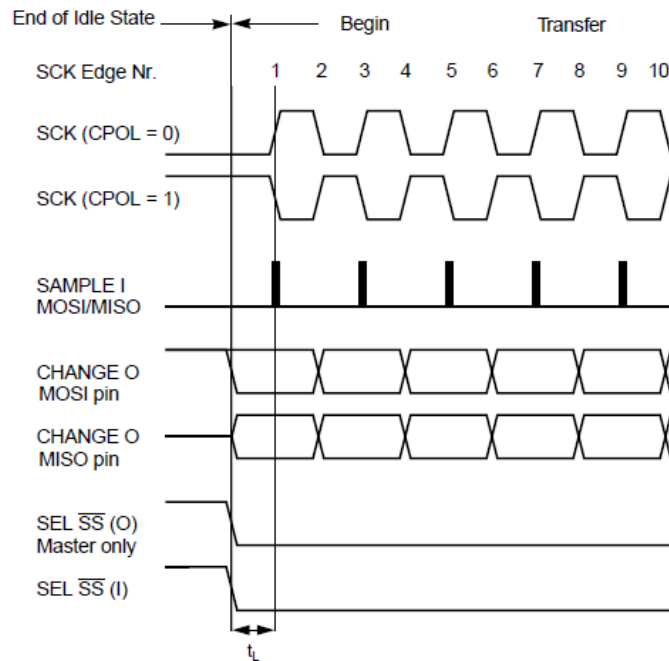 End of Idle State Begin Transfer
SCK Edge Nr. 1 2 3 4 5 6 7 8 9 10
SCK (CPOL = 0)
SCK (CPOL = 1)
SAMPLE I
MOSI/MISO
CHANGE O
MOSI pin
CHANGE O
MISO pin
SEL SS (O)
Master only
SEL SS (I)
tL